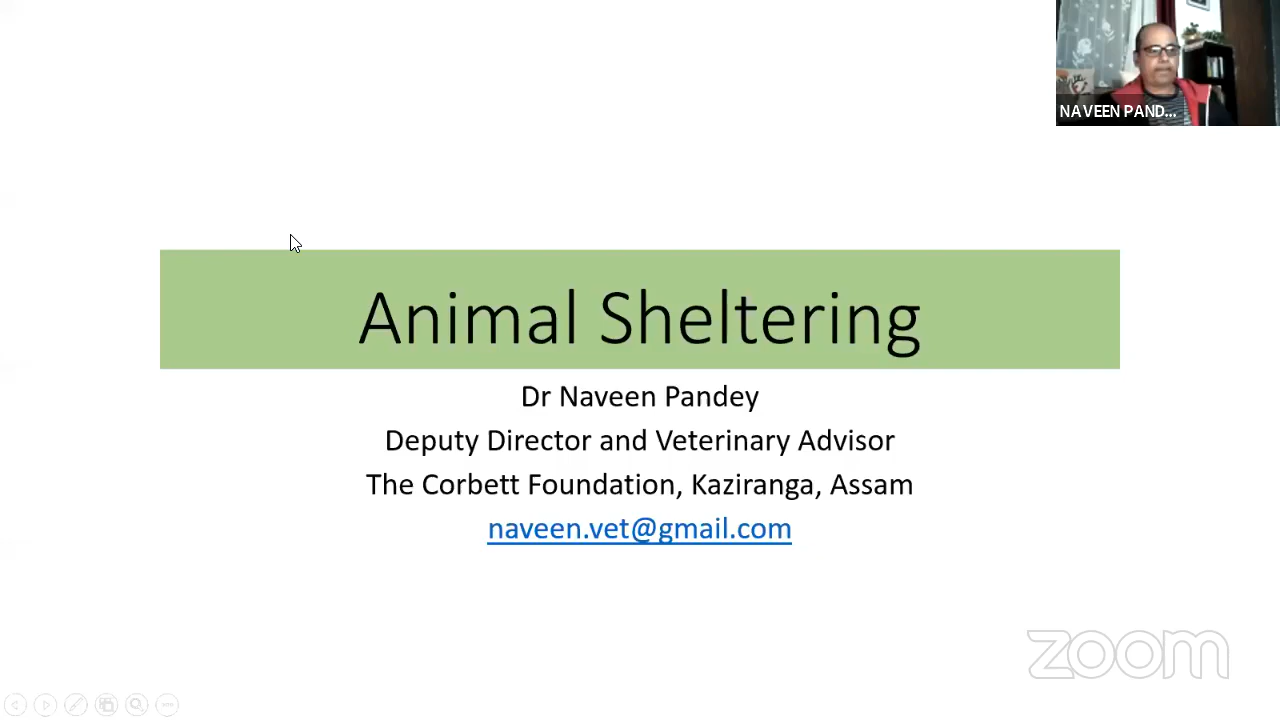 NAVEEN PAND...
Animal Sheltering
Dr Naveen Pandey
Deputy Director and Veterinary Advisor
The Corbett Foundation, Kaziranga, Assam
naveen.vet@gmail.com
zoom